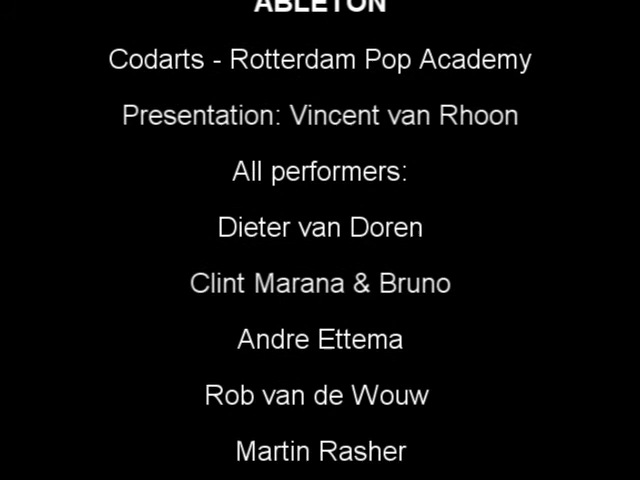 ABLETON
Codarts - Rotterdam Pop Academy
Presentation: Vincent van Rhoon
All performers:
Dieter van Doren
Clint Marana & Bruno
Andre Ettema
Rob van de Wouw
Martin Rasher